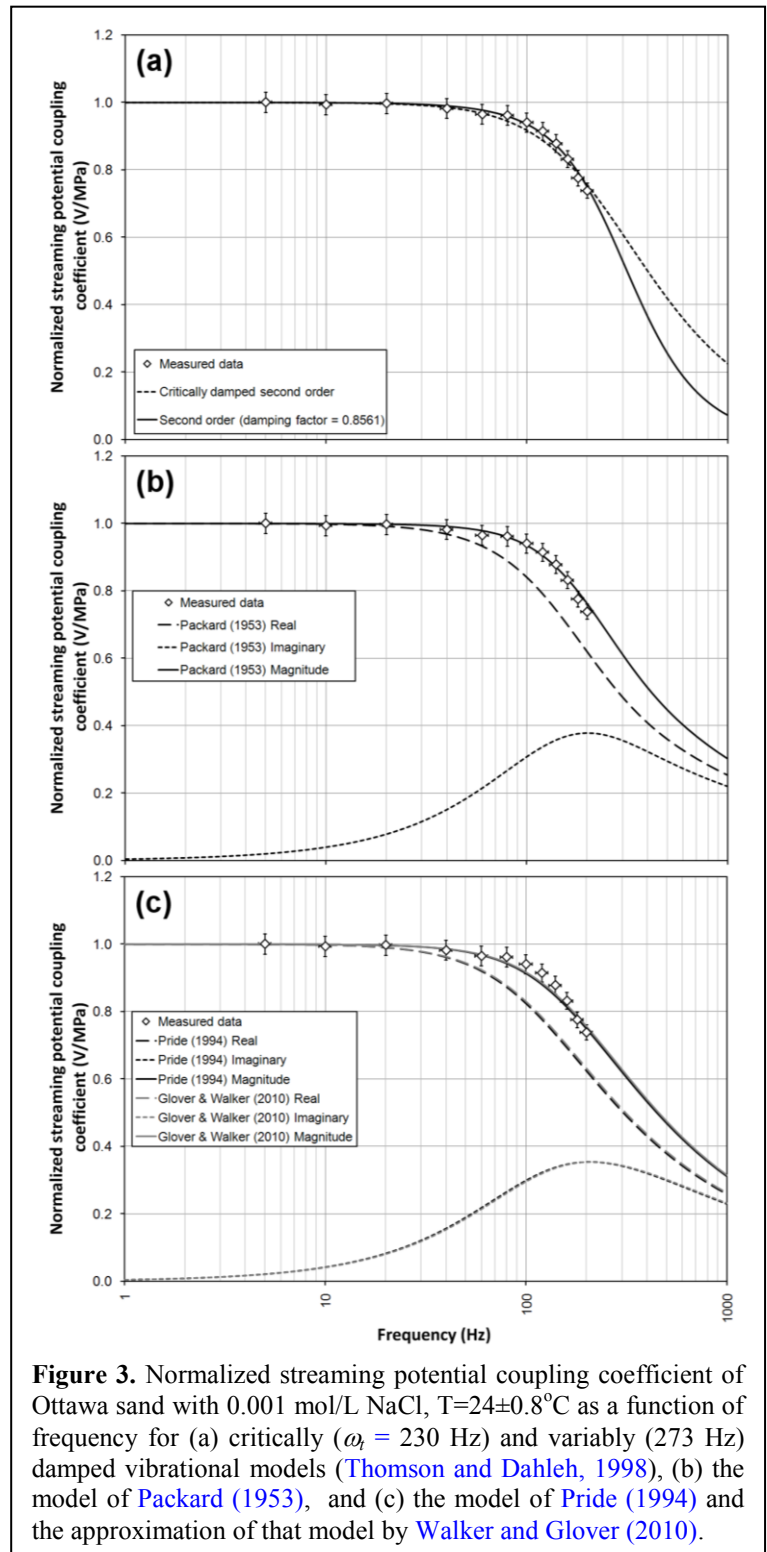 1.2
(a)
1.0
0.8
0.6
0.4
0.2
0.0
Normalized streaming potential coupling
coefficient (V/MPa)
Measured data
Critically damped second order
Second order (damping factor = 0.8561)
1.2
(b)
1.0
0.8
0.6
0.4
0.2
0.0
Normalized streaming potential coupling
coefficient (V/MPa)
Measured data
Packard (1953) Real
Packard (1953) Imaginary
Packard (1953) Magnitude
1.2
(c)
1.0
0.8
0.6
0.4
0.2
0.0
Normalized streaming potential coupling
coefficient (V/MPa)
Measured data
Pride (1994) Real
Pride (1994) Imaginary
Pride (1994) Magnitude
Glover & Walker (2010) Real
Glover & Walker (2010) Imaginary
Glover & Walker (2010) Magnitude
1
10
100
1000
Frequency (Hz)
Figure 3. Normalized streaming potential coupling coefficient of
Ottawa sand with 0.001 mol/L NaCl, T=24±0.8°C as a function of
frequency for (a) critically (ωt = 230 Hz) and variably (273 Hz)
damped vibrational models (Thomson and Dahleh, 1998), (b) the
model of Packard (1953), and (c) the model of Pride (1994) and
the approximation of that model by Walker and Glover (2010).